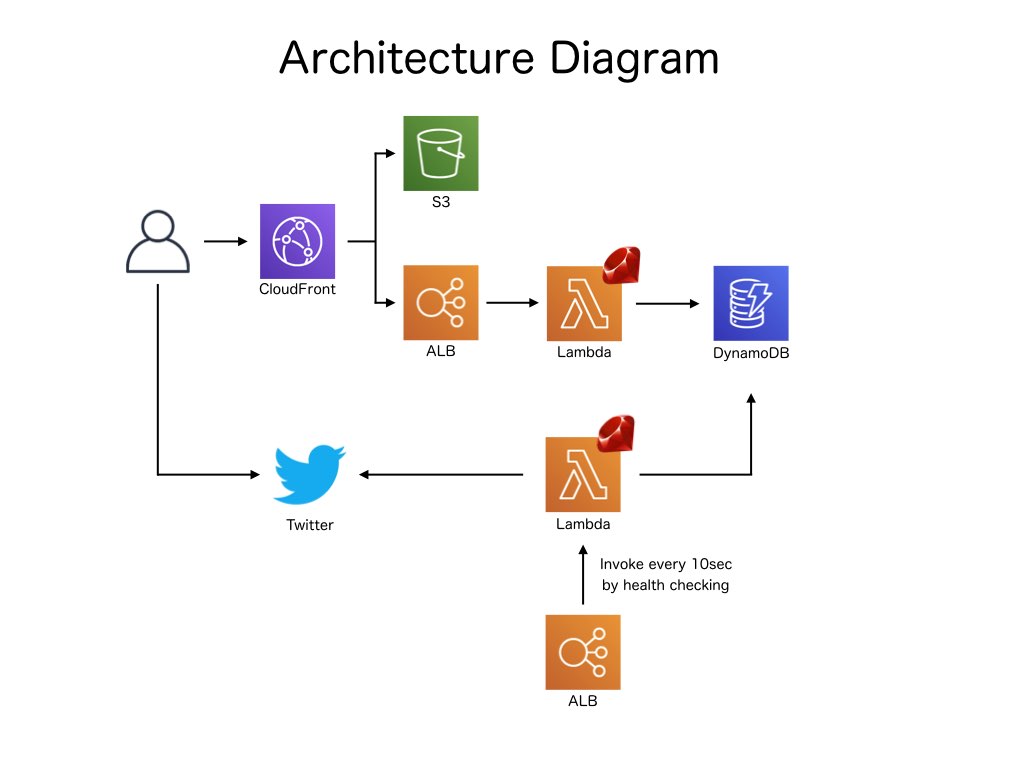 Architecture Diagram
S3
CloudFront
ALB
Lambda
DynamoDB
Twitter
Lambda
Invoke every 10sec
by health checking
ALB